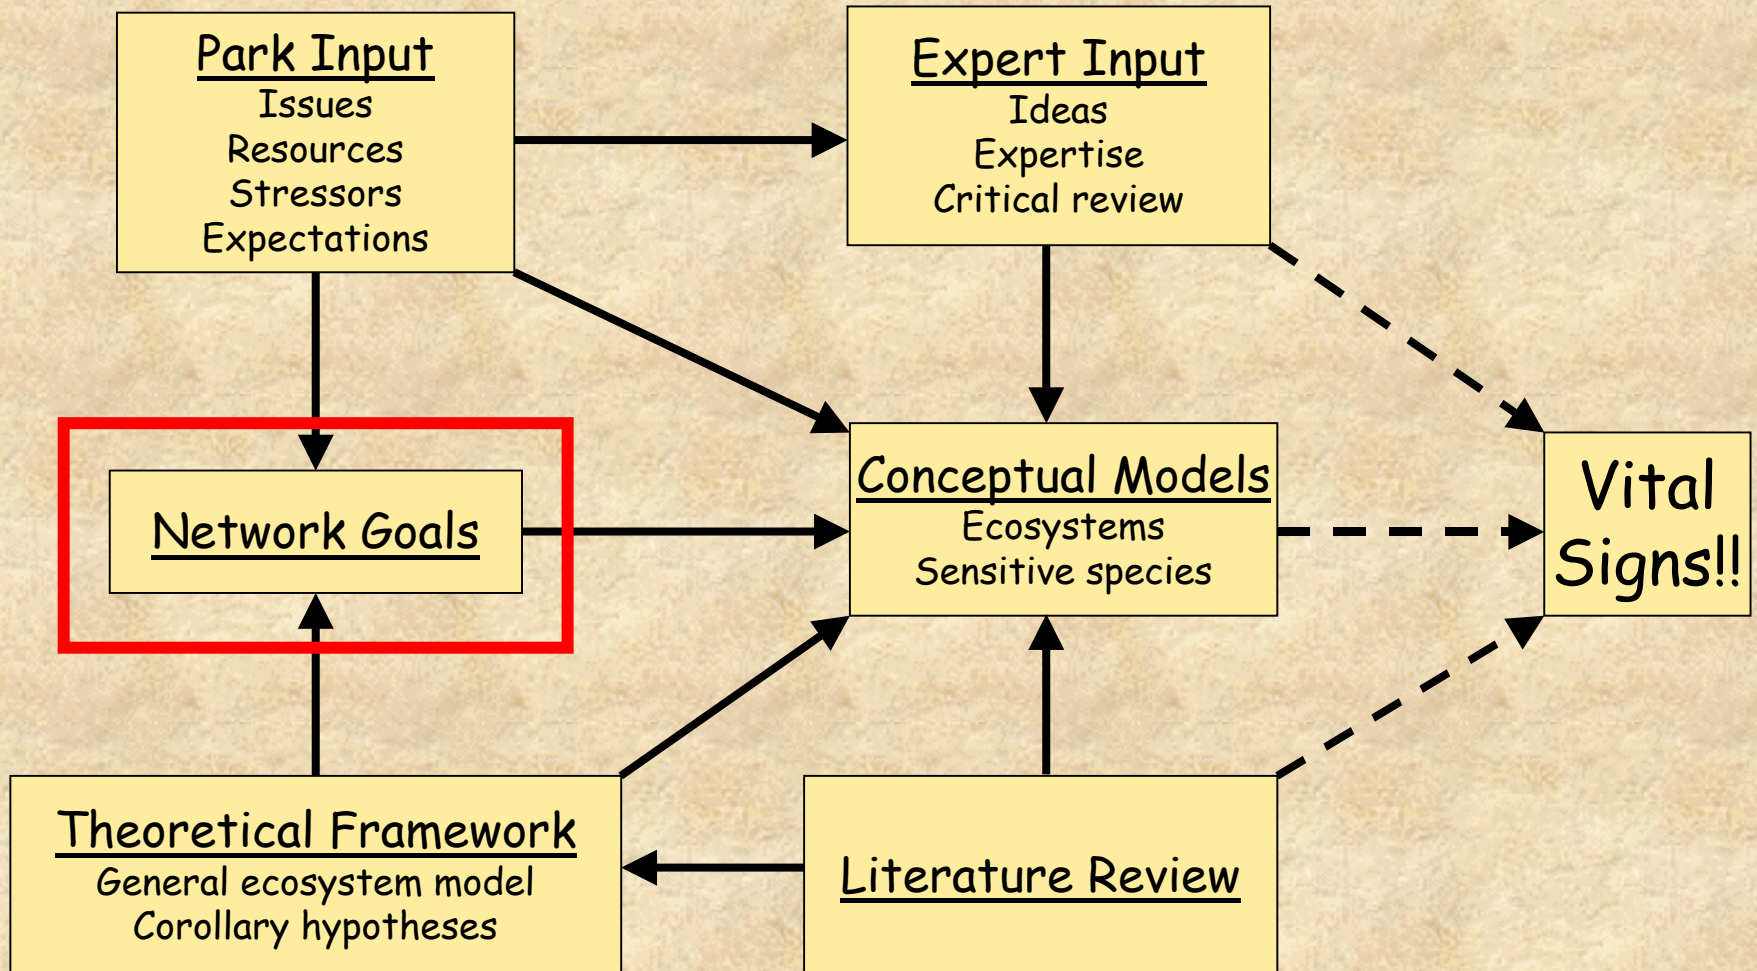 Park Input
Issues
Resources
Stressors
Expectations
Expert Input
Ideas
Expertise
Critical review
Network Goals
Conceptual Models
Ecosystems
Sensitive species
Vital
Signs!!
Theoretical Framework
General ecosystem model
Corollary hypotheses
Literature Review